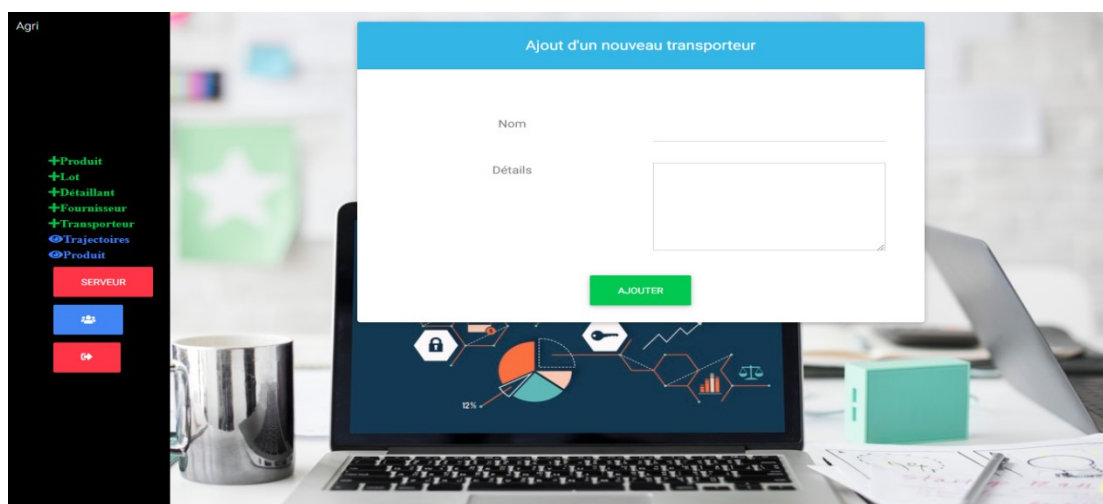 Agri
Produit
Lot
Détaillant
Fournisseur
Transporteur
Trajectoires
Produit
SERVEUR
Ajout d'un nouveau transporteur
Nom
Détails
AJOUTER
12%